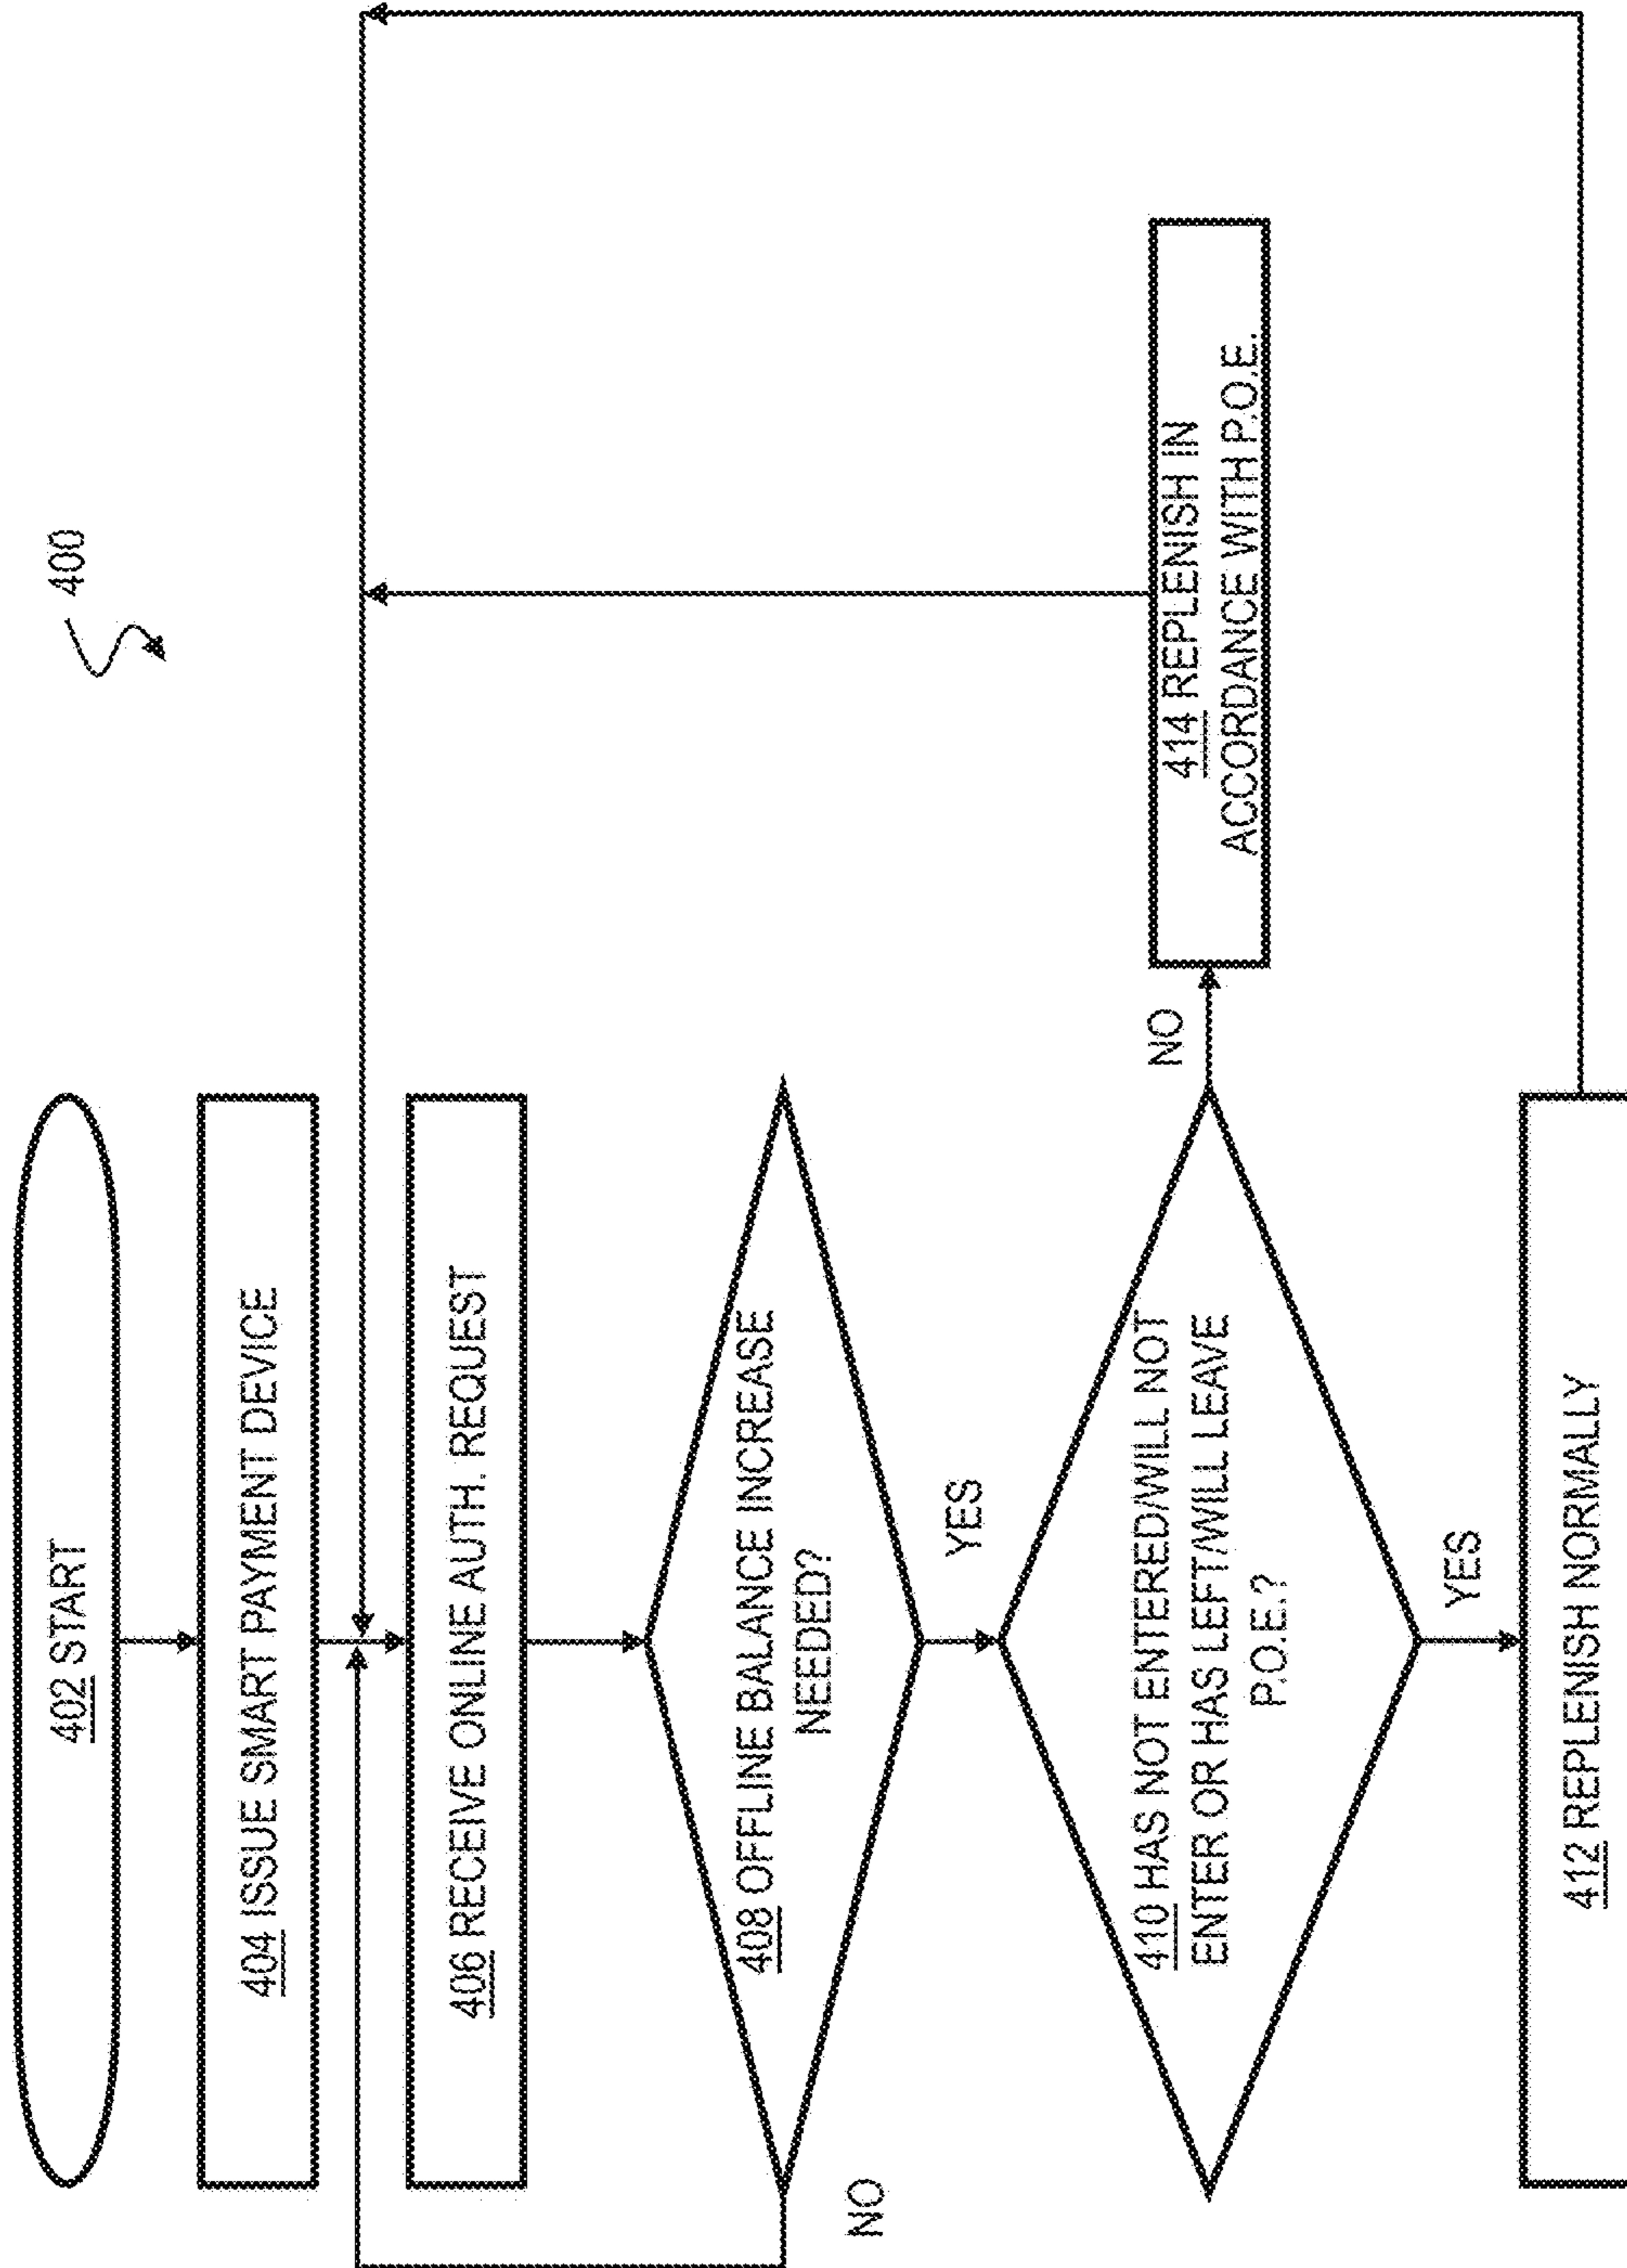 400
402 START
404 ISSUE SMART PAYMENT DEVICE
406 RECEIVE ONLINE AUTH. REQUEST
408 OFFLINE BALANCE INCREASE
NEEDED?
NO
YES
410 HAS NOT ENTERED/WILL NOT
ENTER OR HAS LEFT/WILL LEAVE
P.O.E.?
NO
414 REPLENISH IN
ACCORDANCE WITH P.O.E.
YES
412 REPLENISH NORMALLY